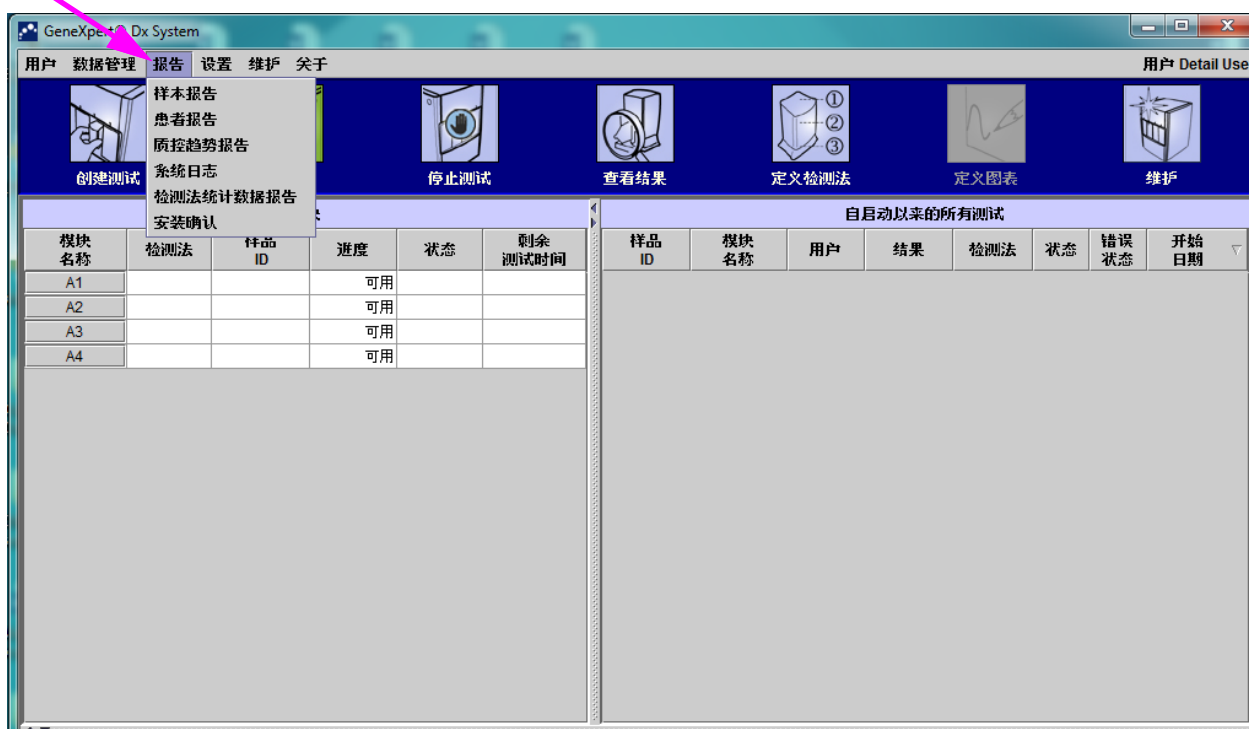 GeneXpert® Dx System
用户 数据管理 报告 设置 维护 关于 用户 Detail Use
样本报告
患者报告
质控趋势报告
系统日志
检测法统计数据报告
安装确认
创建测试 停止测试 查看结果 定义检测法 定义图表 维护
①
②
③
自启动以来的所有测试
模块名称 检测法 样品ID 进度 状态 剩余测试时间
样品ID 模块名称 用户 结果 检测法 状态 错误状态 开始日期
A1 可用
A2 可用
A3 可用
A4 可用